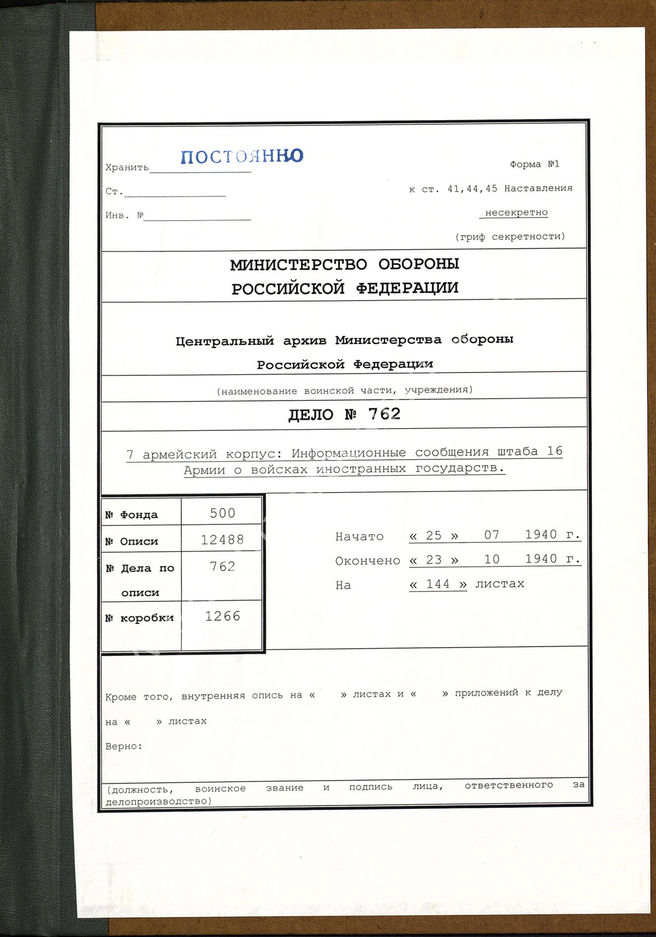 Хранить ПОСТОЯННО
Форма №1
Ст.
к ст. 41,44,45 Наставления
Инв. №
несекретно
(гриф секретности)
МИНИСТЕРСТВО ОБОРОНЫ
РОССИЙСКОЙ ФЕДЕРАЦИИ
Центральный архив Министерства обороны
Российской Федерации
(наименование воинской части, учреждения)
ДЕЛО № 762
7 армейский корпус: Информационные сообщения штаба 16
Армии о войсках иностранных государств.
№ Фонда 500
№ Описи 12488
№ Дела по 762
описи
№ коробки 1266
Начато « 25 » 07 1940 г.
Окончено « 23 » 10 1940 г.
На « 144 » листах
Кроме того, внутренняя опись на « » листах и « » приложений к делу
на « » листах
Верно:
(должность, воинское звание и подпись лица, ответственного за
делопроизводство)